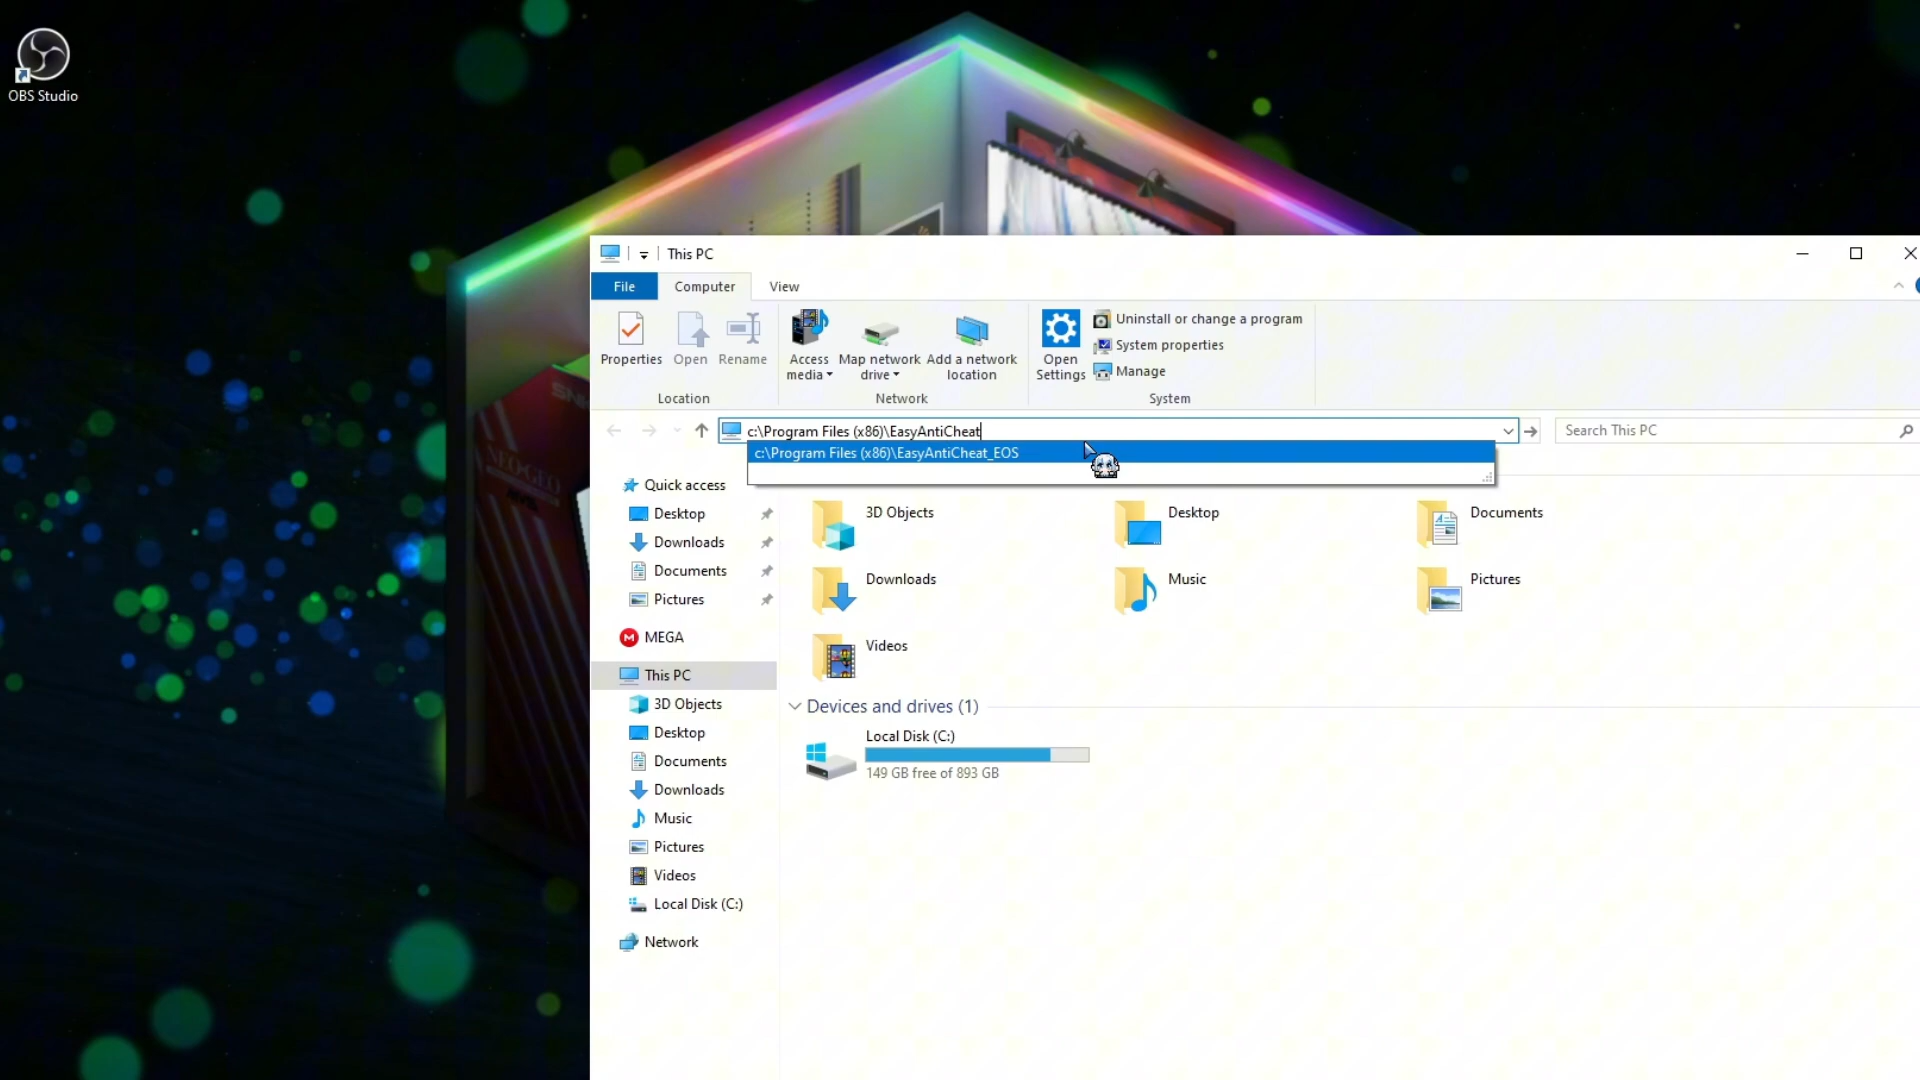 OBS Studio
This PC
File
Computer
View
Properties
Open
Rename
Access media
Map network drive
Add a network location
Open Settings
Uninstall or change a program
System properties
Manage
Location
Network
System
c:\Program Files (x86)\EasyAntiCheat
Search This PC
c:\Program Files (x86)\EasyAntiCheat_EOS
Quick access
Desktop
Downloads
Documents
Pictures
MEGA
This PC
3D Objects
Desktop
Documents
Downloads
Music
Pictures
Videos
Local Disk (C:)
Network
3D Objects
Desktop
Documents
Downloads
Music
Pictures
Videos
Devices and drives (1)
Local Disk (C:)
149 GB free of 893 GB
NEO-GEO